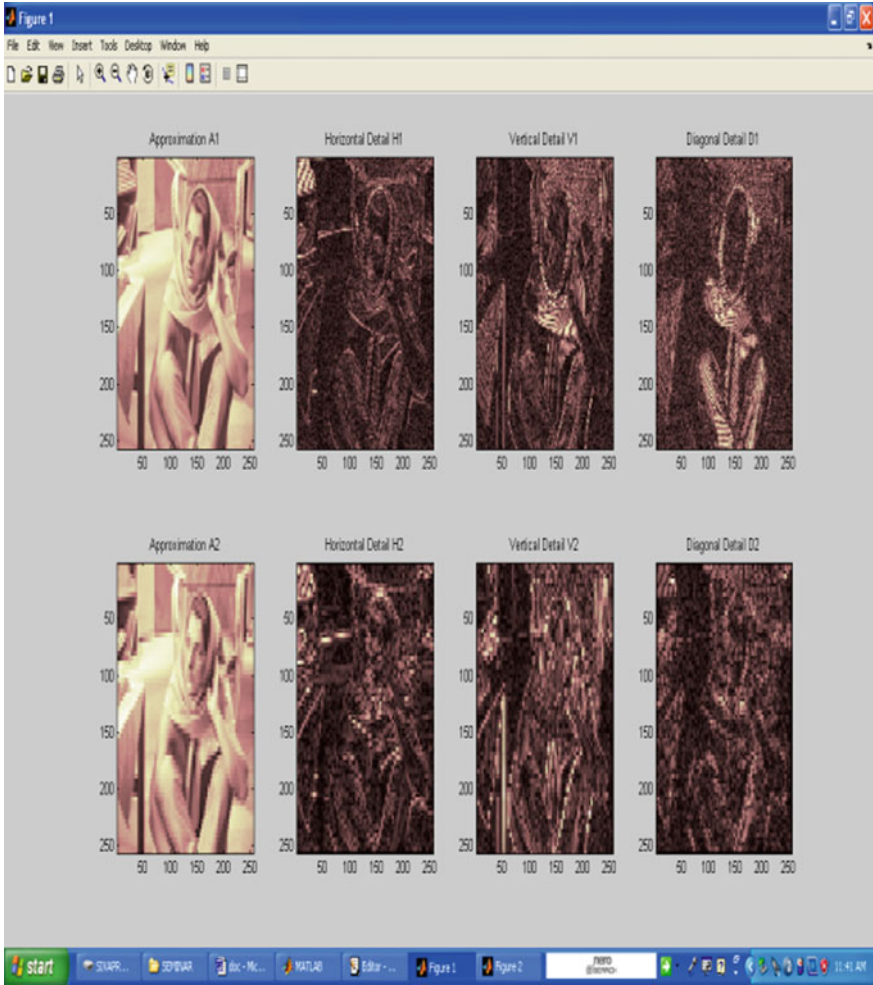 Figure 1
File Edit View Insert Tools Desktop Window Help
Approximation A1 Horizontal Detail H1 Vertical Detail V1 Diagonal Detail D1
50 50 50 50
100 100 100 100
150 150 150 150
200 200 200 200
250 250 250 250
50 100 150 200 250 50 100 150 200 250 50 100 150 200 250 50 100 150 200 250
Approximation A2 Horizontal Detail H2 Vertical Detail V2 Diagonal Detail D2
50 50 50 50
100 100 100 100
150 150 150 150
200 200 200 200
250 250 250 250
50 100 150 200 250 50 100 150 200 250 50 100 150 200 250 50 100 150 200 250
start SIXAPR... SEMINAR doc - Mic... MATLAB Editor - ... Figure 1 Figure 2 nero 11:41 AM